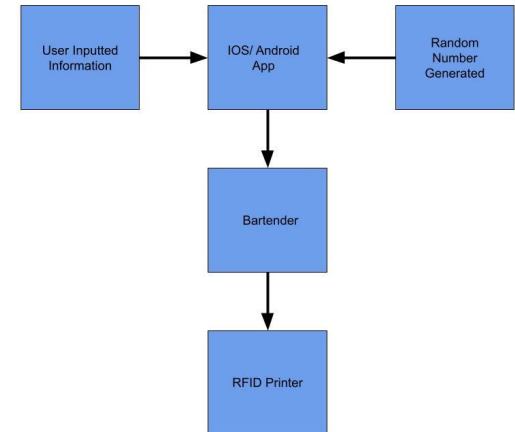 User Inputted
Information
IOS/ Android
App
Random
Number
Generated
Bartender
RFID Printer